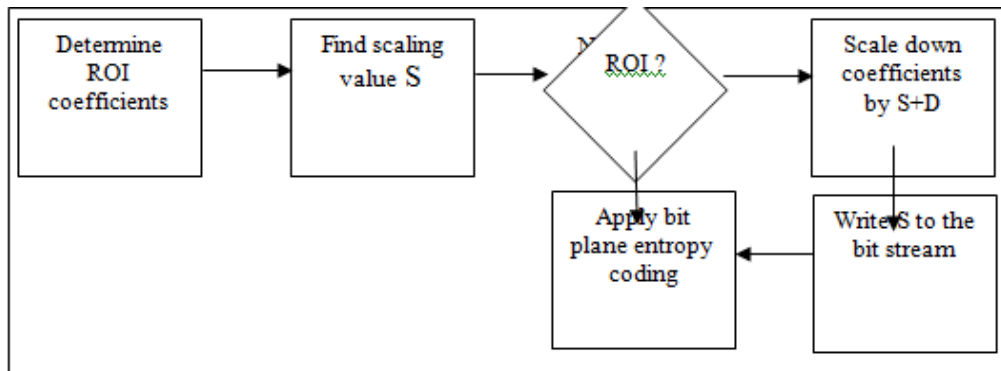 Determine
ROI
coefficients
Find scaling
value S
N
ROI ?
Scale down
coefficients
by S+D
Apply bit
plane entropy
coding
Write S to the
bit stream